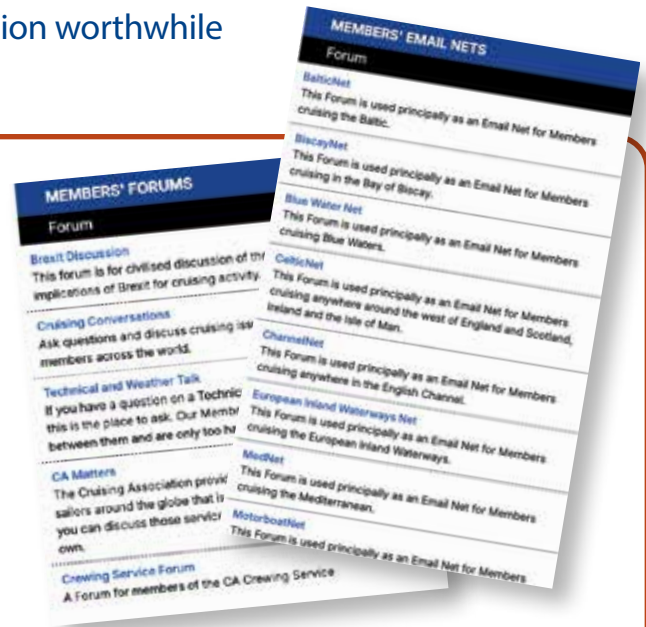 ion worthwhile
MEMBERS' EMAIL NETS
Forum
BalticNet
This Forum is used principally as an Email Net for Members
cruising the Baltic.
BiscayNet
This Forum is used principally as an Email Net for Members
cruising in the Bay of Biscay.
Blue Water Net
This Forum is used principally as an Email Net for Members
cruising Blue Waters.
CelticNet
This Forum is used principally as an Email Net for Members
cruising anywhere around the west of England and Scotland,
Ireland and the Isle of Man.
ChannelNet
This Forum is used principally as an Email Net for Members
cruising anywhere in the English Channel.
European Inland Waterways Net
This Forum is used principally as an Email Net for Members
cruising the European Inland Waterways.
MedNet
This Forum is used principally as an Email Net for Members
cruising the Mediterranean.
MotorboatNet
This Forum is used principally as an Email Net for Members
MEMBERS' FORUMS
Forum
Brexit Discussion
This forum is for civilised discussion of the
implications of Brexit for cruising activity.
Cruising Conversations
Ask questions and discuss cruising iss
members across the world.
Technical and Weather Talk
If you have a question on a Technic
this is the place to ask. Our Memb
between them and are only too ha
CA Matters
The Cruising Association provid
sailors around the globe that is
you can discuss those service
own.
Crewing Service Forum
A Forum for members of the CA Crewing Service